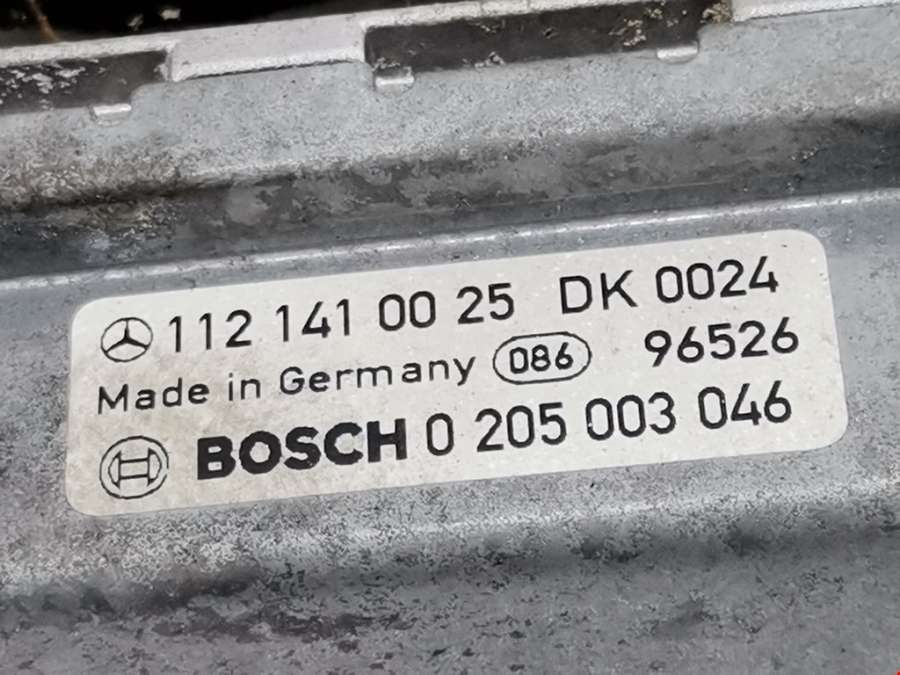 112 141 00 25 DK 0024
Made in Germany 086 96526
BOSCH 0 205 003 046